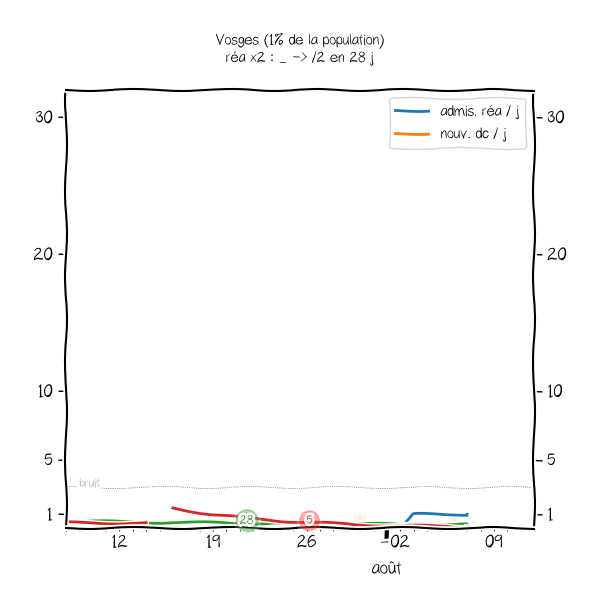 Vosges (1% de la population)
réa x2 : _ -> /2 en 28 j
admis. réa / j
nouv. dc / j
30
30
20
20
10
10
5
5
bruit
1
28
5
1
12
19
26
02
09
août